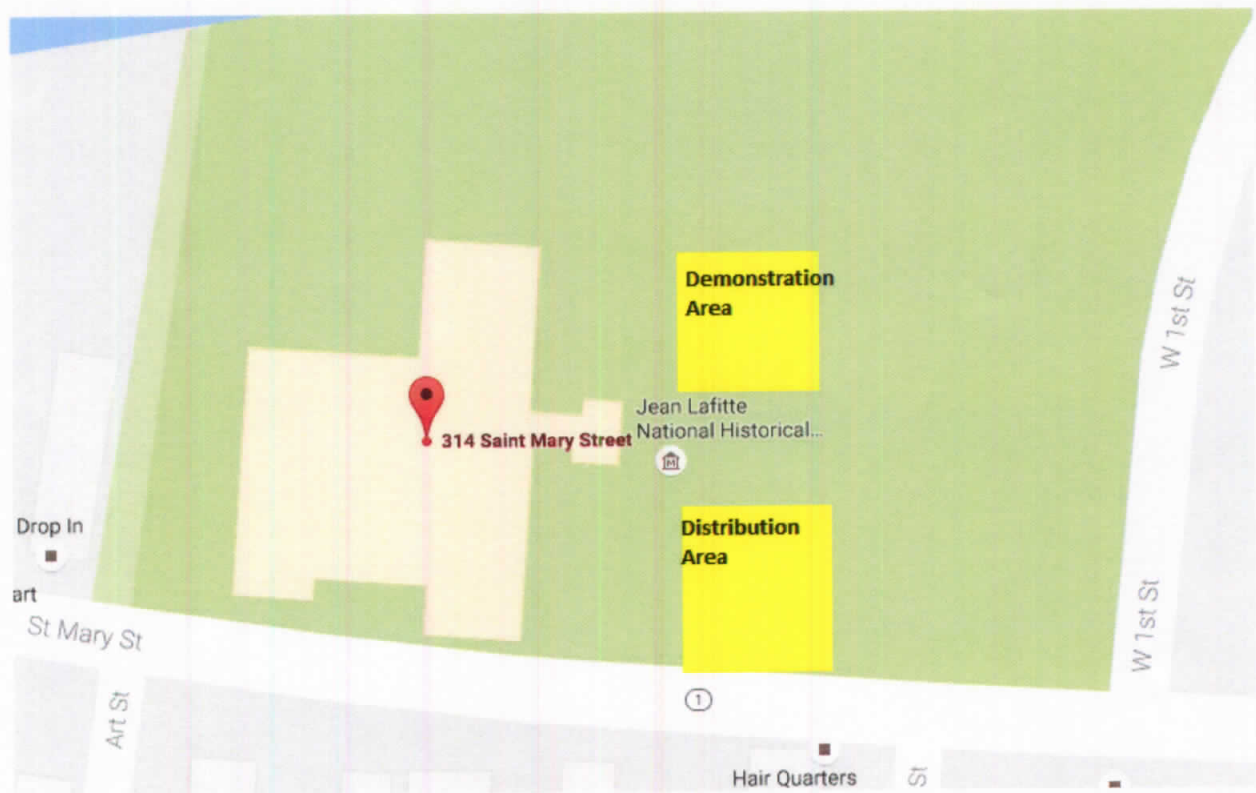 Demonstration
Area
W 1st St
Jean Lafitte
National Historical...
314 Saint Mary Street
M
Distribution
Area
Drop In
art
W 1st St
St Mary St
1
Art St
St
Hair Quarters